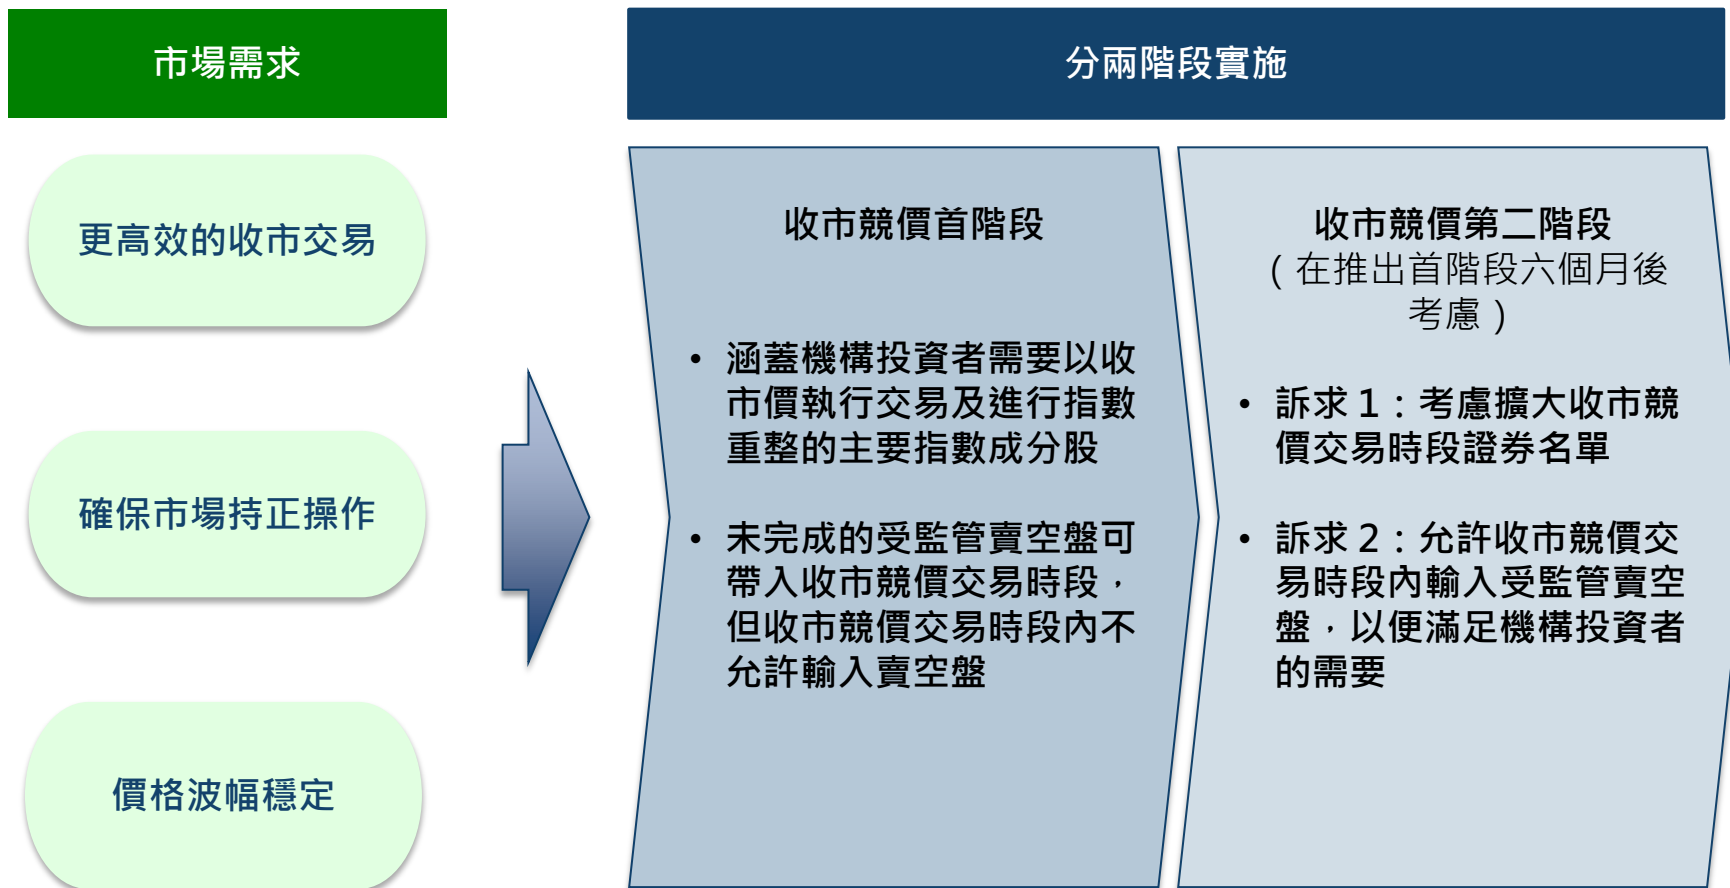 市場需求
分兩階段實施
更高效的收市交易
確保市場持正操作
價格波幅穩定
收市競價首階段
• 涵蓋機構投資者需要以收
市價執行交易及進行指數
重整的主要指數成分股
• 未完成的受監管賣空盤可
帶入收市競價交易時段，
但收市競價交易時段內不
允許輸入賣空盤
收市競價第二階段
（在推出首階段六個月後
考慮）
• 訴求 1：考慮擴大收市競
價交易時段證券名單
• 訴求 2：允許收市競價交
易時段內輸入受監管賣空
盤，以便滿足機構投資者
的需要